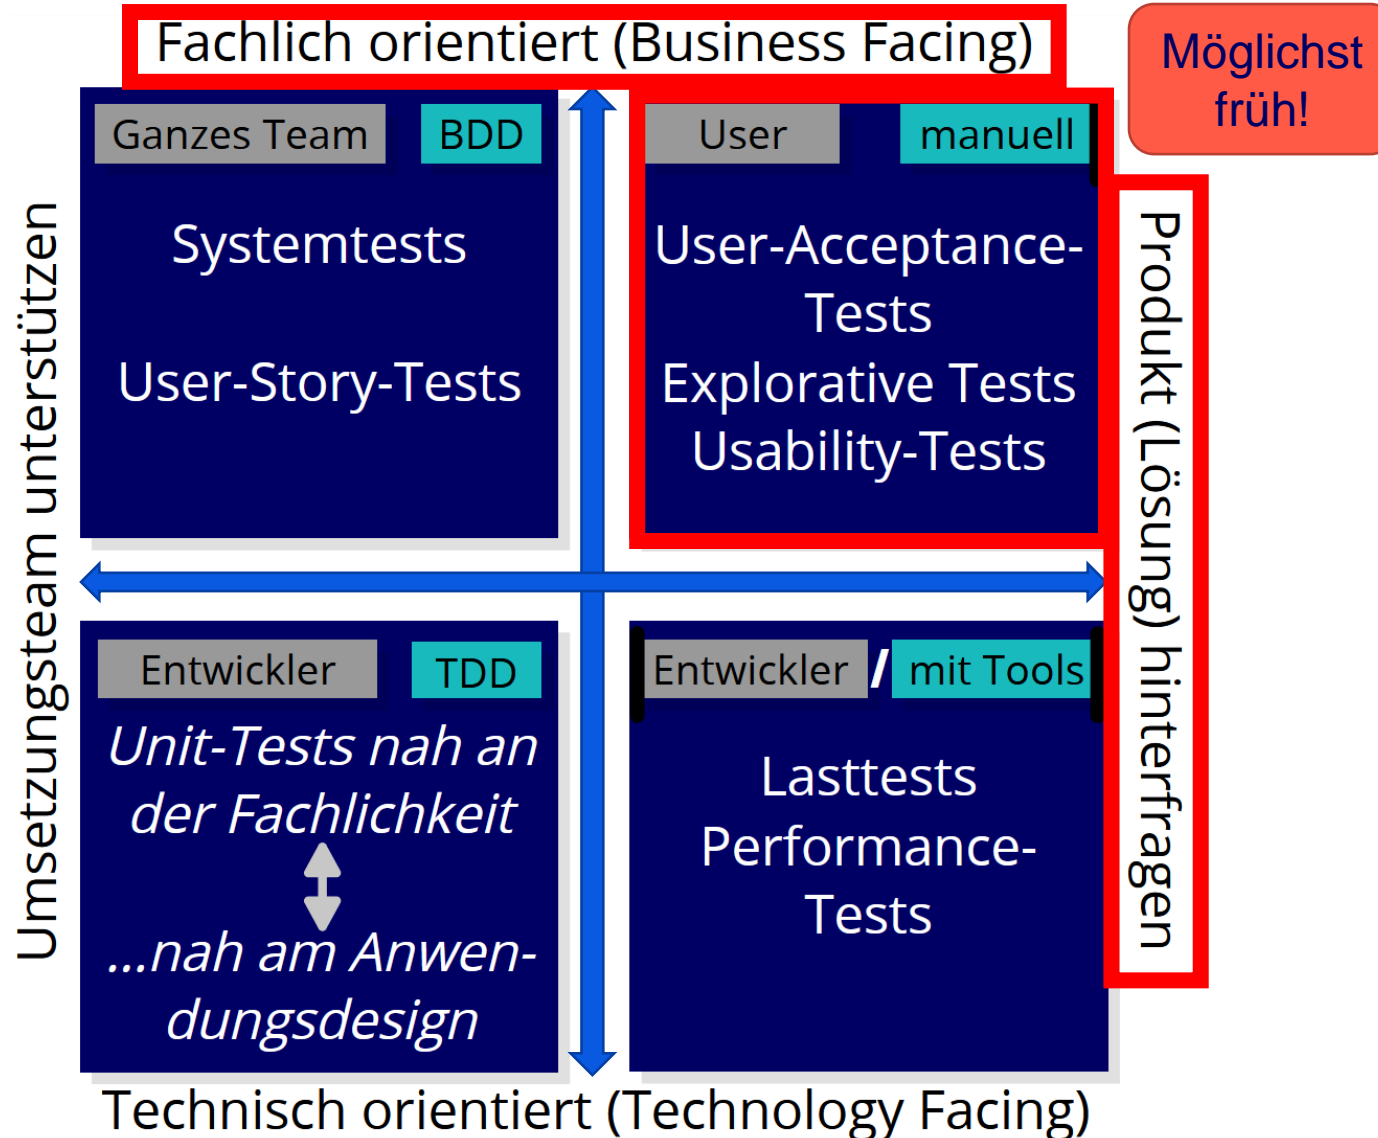 Fachlich orientiert (Business Facing)
Möglichst
früh!
Ganzes Team
BDD
Systemtests
User-Story-Tests
User
manuell
User-Acceptance-
Tests
Explorative Tests
Usability-Tests
Umsetzungsteam unterstützen
Produkt (Lösung) hinterfragen
Entwickler
TDD
Unit-Tests nah an
der Fachlichkeit
...nah am Anwen-
dungsdesign
Entwickler / mit Tools
Lasttests
Performance-
Tests
Technisch orientiert (Technology Facing)